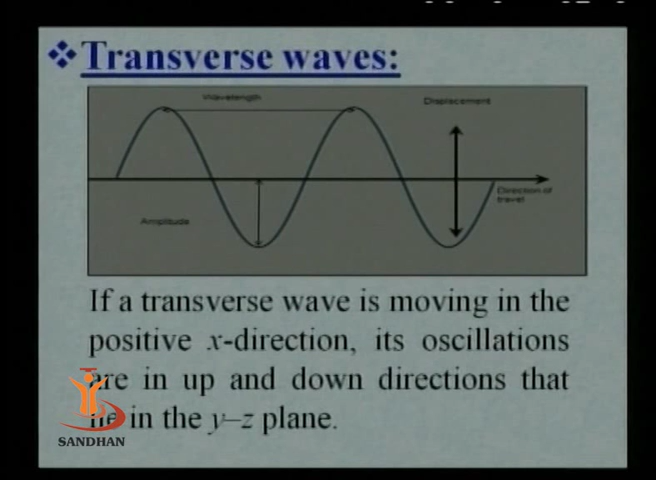 ❖Transverse waves:
Wavelength
Displacement
Direction of
travel
Amplitude
If a transverse wave is moving in the
positive x-direction, its oscillations
are in up and down directions that
lie in the y–z plane.
SANDHAN